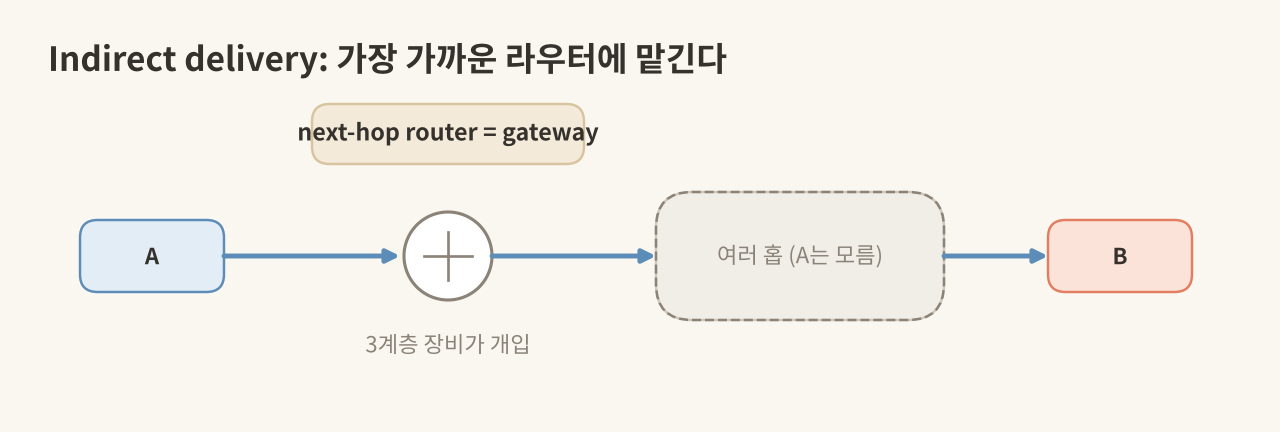 Indirect delivery: 가장 가까운 라우터에 맡긴다
next-hop router = gateway
A
여러 홉 (A는 모름)
B
3계층 장비가 개입